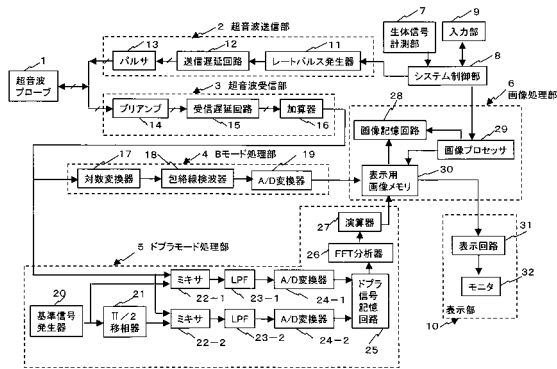 2 超音波送信部
7
9
13
12
11
生体信号
計測部
入力部
1
パルサ
送信遅延回路
レートパルス発生器
8
超音波
プローブ
システム制御部
3 超音波受信部
6
画像処理部
プリアンプ
受信遅延回路
加算器
28
14
15
16
画像記憶回路
29
画像プロセッサ
17
18
4 Bモード処理部
19
30
対数変換器
包絡線検波器
A/D変換器
表示用
画像メモリ
演算器
27
31
26
FFT分析器
表示回路
5 ドプラモード処理部
32
モニタ
20
21
ミキサ
LPF
A/D変換器
ドプラ
信号
記憶
回路
22-1
23-1
24-1
基準信号
発生器
π/2
移相器
ミキサ
LPF
A/D変換器
10
表示部
22-2
23-2
24-2
25